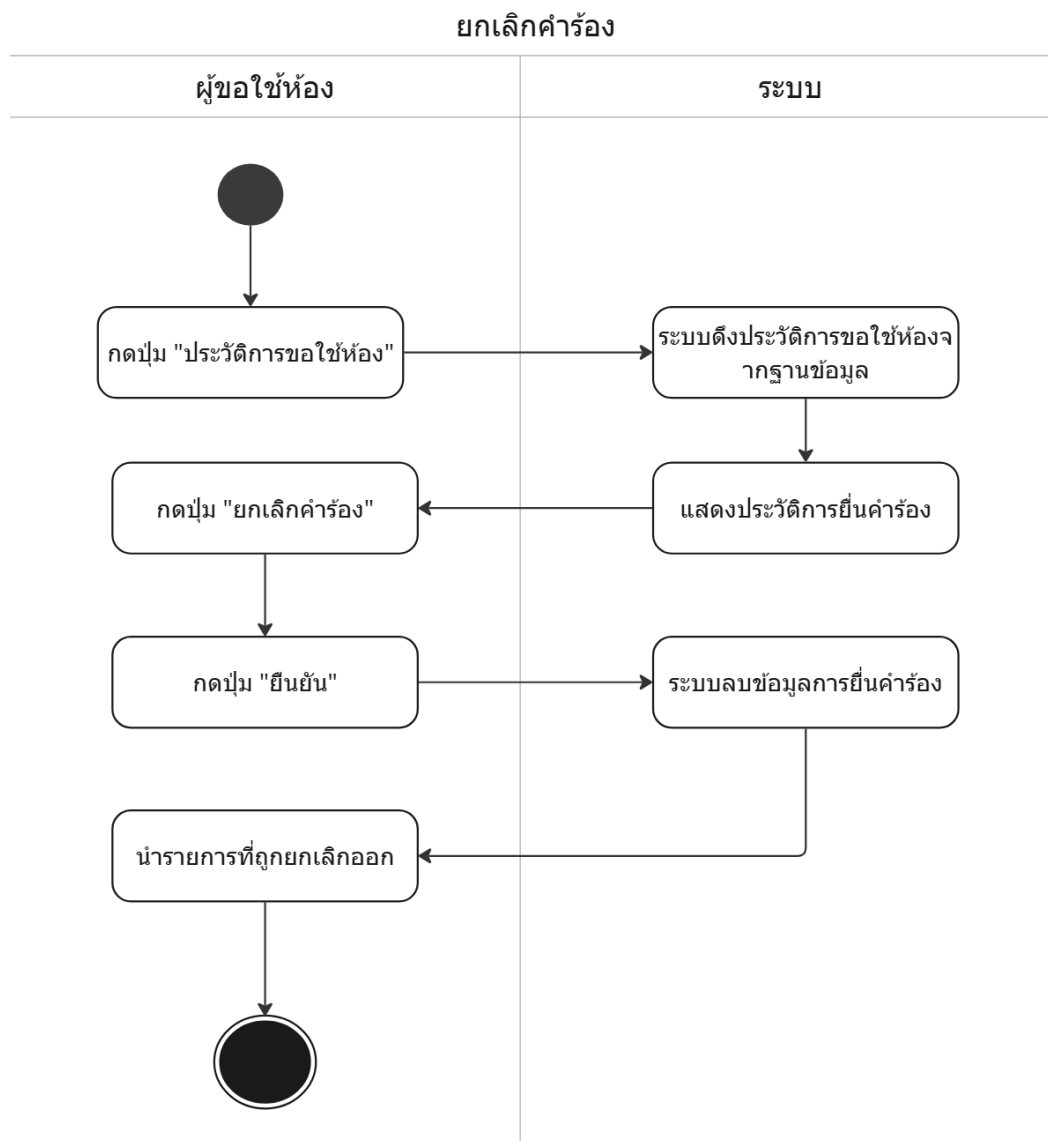 ยกเลิกคำร้อง
ผู้ขอใช้ห้อง
ระบบ
กดปุ่ม "ประวัติการขอใช้ห้อง"
ระบบดึงประวัติการขอใช้ห้องจ
ากฐานข้อมูล
กดปุ่ม "ยกเลิกคำร้อง"
แสดงประวัติการยื่นคำร้อง
กดปุ่ม "ยืนยัน"
ระบบลบข้อมูลการยื่นคำร้อง
นำรายการที่ถูกยกเลิกออก